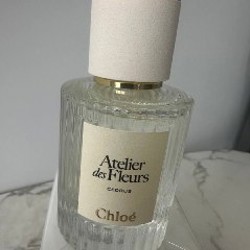 Atelier
des Fleurs
CEDRUS
Chloé